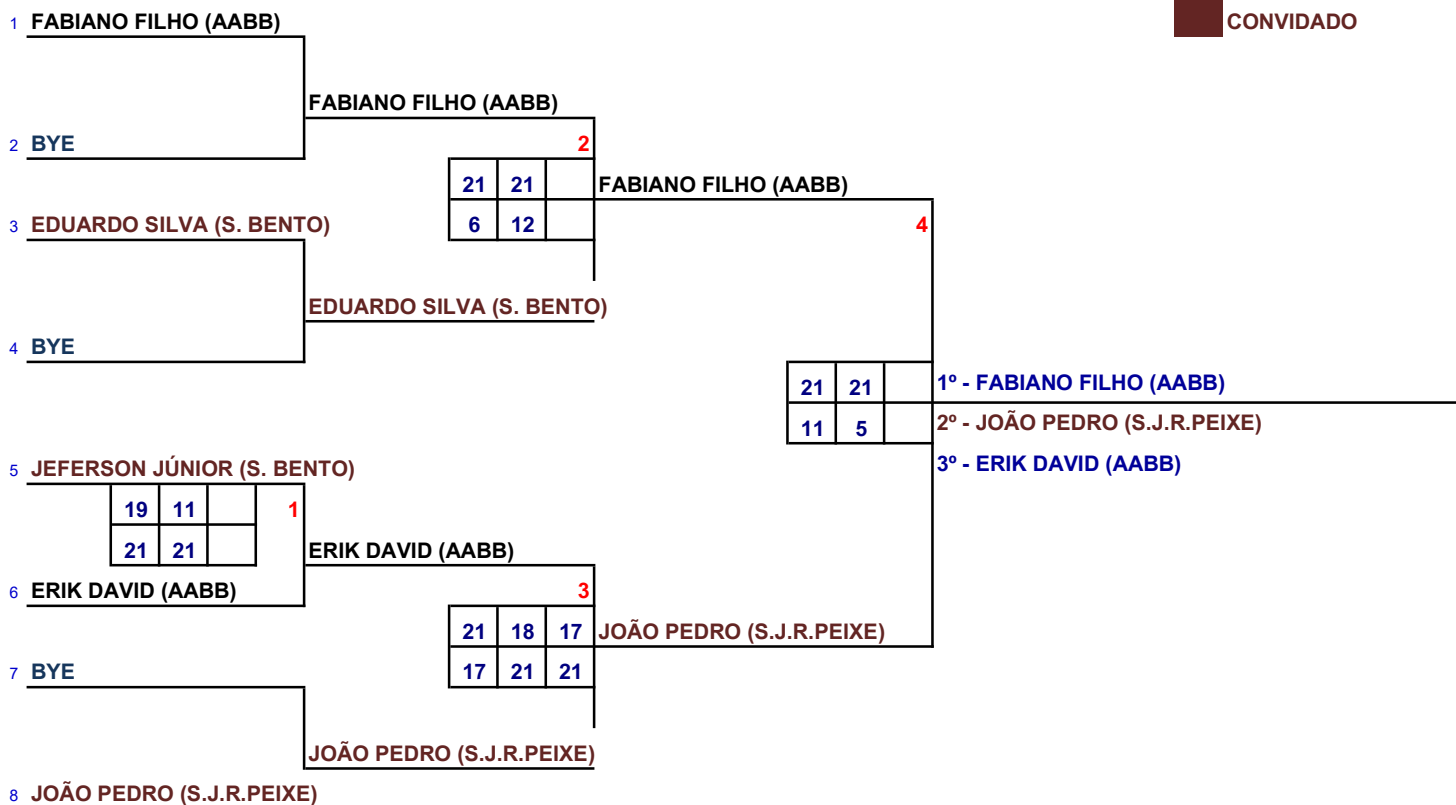 1 FABIANO FILHO (AABB)
CONVIDADO
FABIANO FILHO (AABB)
2 BYE
2
21 21
FABIANO FILHO (AABB)
3 EDUARDO SILVA (S. BENTO)
6 12
4
EDUARDO SILVA (S. BENTO)
4 BYE
21 21
1º - FABIANO FILHO (AABB)
11 5
2º - JOÃO PEDRO (S.J.R.PEIXE)
3º - ERIK DAVID (AABB)
5 JEFERSON JÚNIOR (S. BENTO)
19 11
1
21 21
ERIK DAVID (AABB)
6 ERIK DAVID (AABB)
3
21 18 17
JOÃO PEDRO (S.J.R.PEIXE)
7 BYE
17 21 21
JOÃO PEDRO (S.J.R.PEIXE)
8 JOÃO PEDRO (S.J.R.PEIXE)